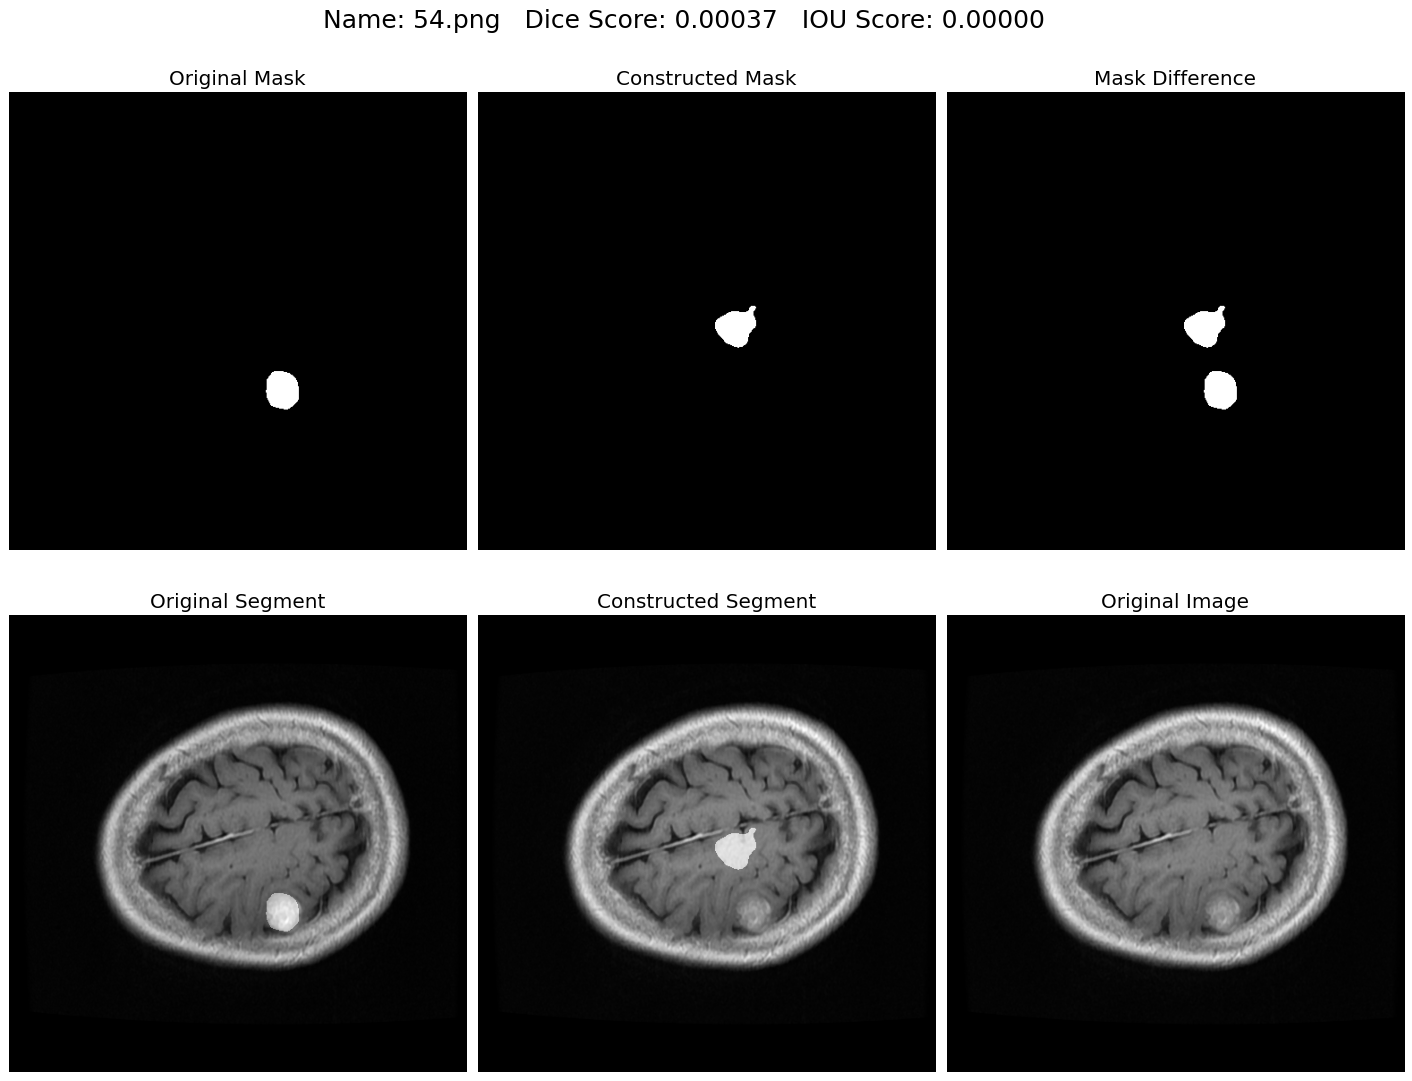 Name: 54.png   Dice Score: 0.00037   IOU Score: 0.00000
Original Mask
Constructed Mask
Mask Difference
Original Segment
Constructed Segment
Original Image